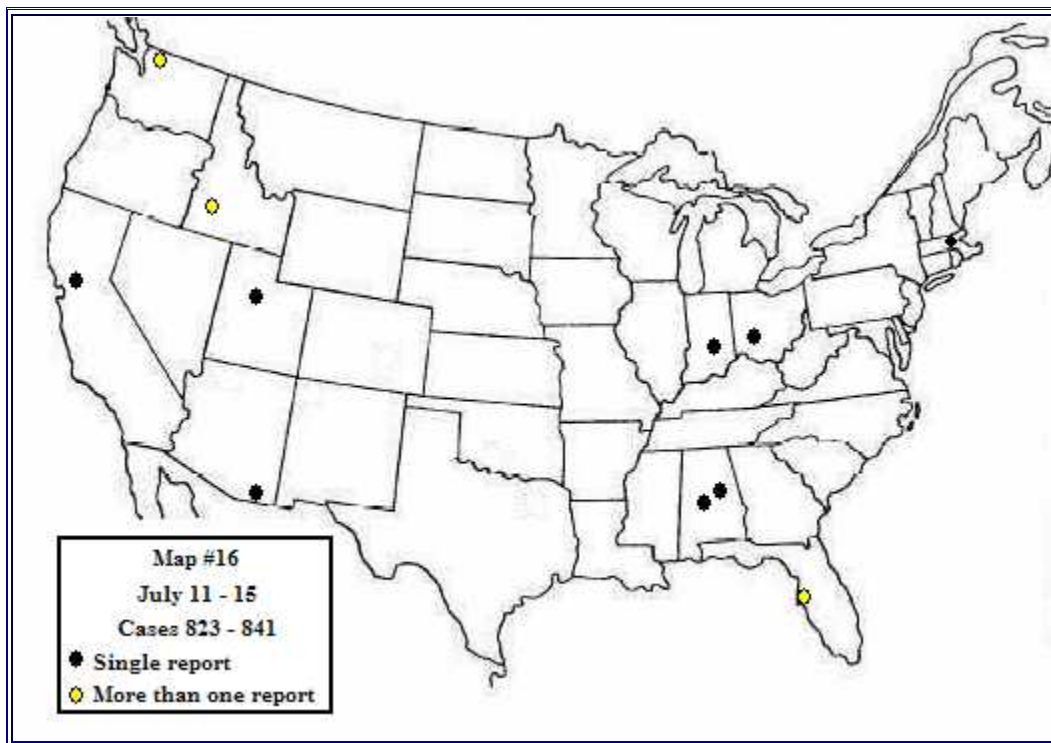 Map #16
July 11 - 15
Cases 823 - 841
Single report
More than one report